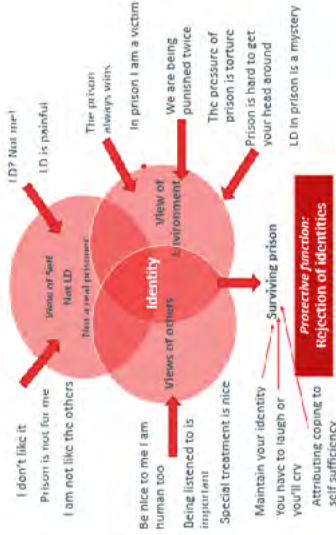 I don't like it
Prison is not for me
I am not like the others
View of Self
Not LD
Not a real prisoner
LD? Not me!
LD is painful
The prison
always wins
In prison I am a victim
We are being
punished twice
The pressure of
prison is torture
Prison is hard to get
your head around
LD in prison is a mystery
Identity
View of
Environment
Views of others
Be nice to me I am
human too
Being listened to is
important
Special treatment is nice
Surviving prison
Maintain your identity
You have to laugh or
you'll cry
Attributing coping to
self sufficiency
Protective function:
Rejection of identities